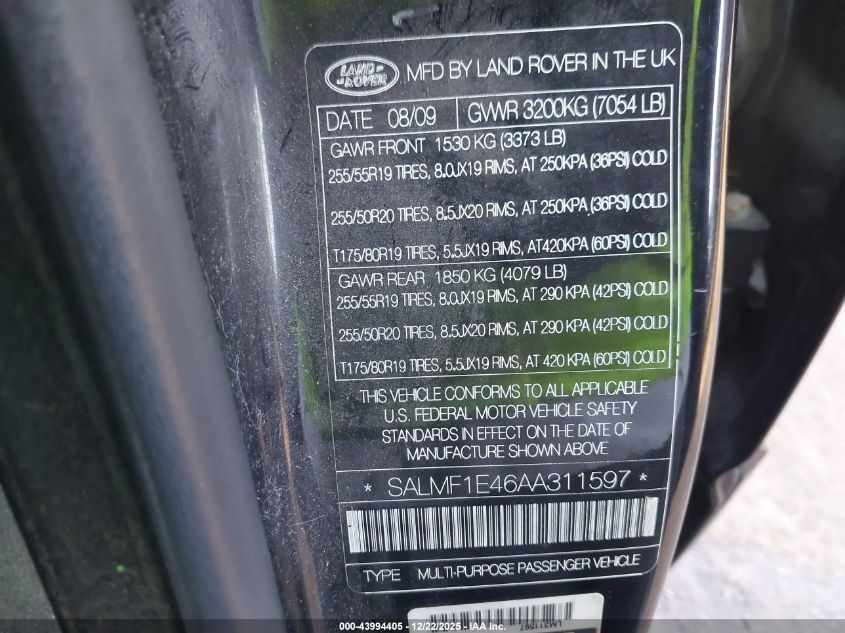 LAND ROVER
MFD BY LAND ROVER IN THE UK
DATE 08/09 GVWR 3200KG (7054 LB)
GAWR FRONT 1530 KG (3373 LB)
255/55R19 TIRES, 8.0JX19 RIMS, AT 250KPA (36PSI) COLD
255/50R20 TIRES, 8.5JX20 RIMS, AT 250KPA (36PSI) COLD
T175/80R19 TIRES, 5.5JX19 RIMS, AT420KPA (60PSI) COLD
GAWR REAR 1850 KG (4079 LB)
255/55R19 TIRES, 8.0JX19 RIMS, AT 290 KPA (42PSI) COLD
255/50R20 TIRES, 8.5JX20 RIMS, AT 290 KPA (42PSI) COLD
T175/80R19 TIRES, 5.5JX19 RIMS, AT 420 KPA (60PSI) COLD
THIS VEHICLE CONFORMS TO ALL APPLICABLE
U.S. FEDERAL MOTOR VEHICLE SAFETY
STANDARDS IN EFFECT ON THE DATE OF
MANUFACTURE SHOWN ABOVE
* SALMF1E46AA311597 *
TYPE MULTI-PURPOSE PASSENGER VEHICLE
LM311597
000-43994405 - 12/22/2025 - IAA Inc.